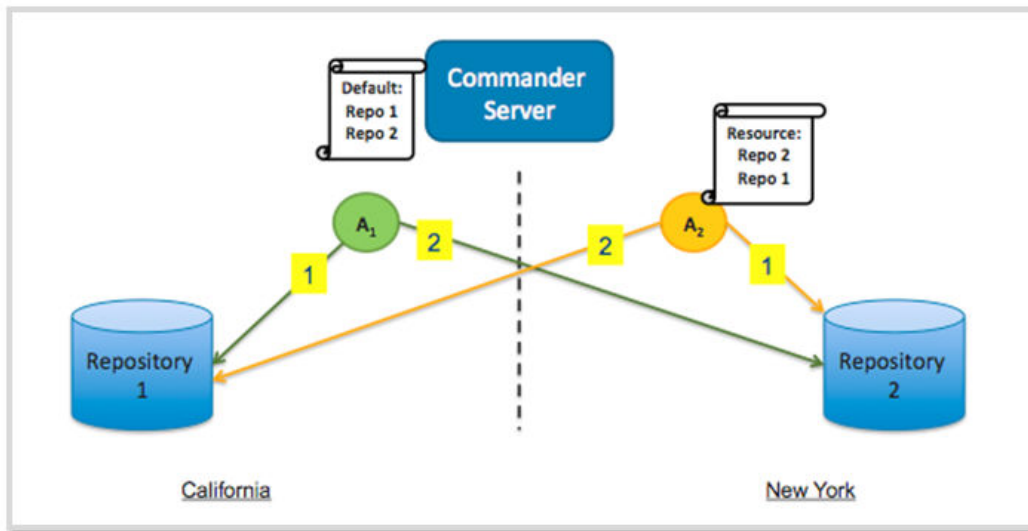 Commander
Server
Default:
Repo 1
Repo 2
Resource:
Repo 2
Repo 1
A₁
A₂
2
2
1
1
Repository
1
Repository
2
California
New York